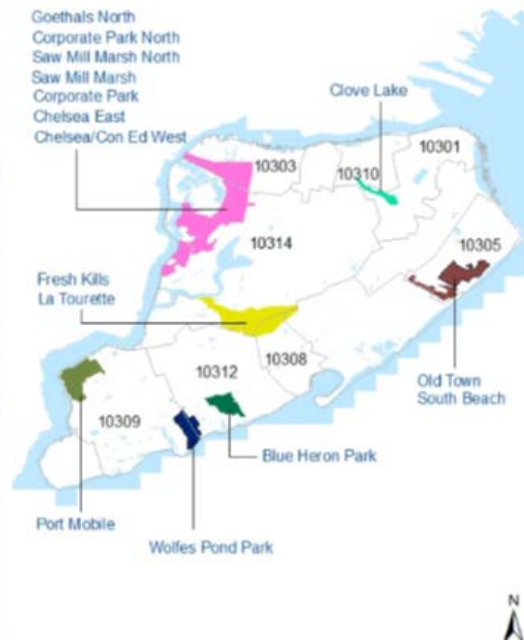 Goethals North
Corporate Park North
Saw Mill Marsh North
Saw Mill Marsh
Corporate Park
Chelsea East
Chelsea/Con Ed West
Clove Lake
10303
10310
10301
10314
10305
Fresh Kills
La Tourette
10308
10312
Old Town
South Beach
10309
Blue Heron Park
Port Mobile
Wolfes Pond Park
N